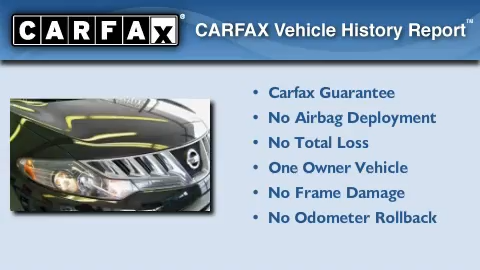 CARFAX® CARFAX Vehicle History Report™
• Carfax Guarantee
• No Airbag Deployment
• No Total Loss
• One Owner Vehicle
• No Frame Damage
• No Odometer Rollback